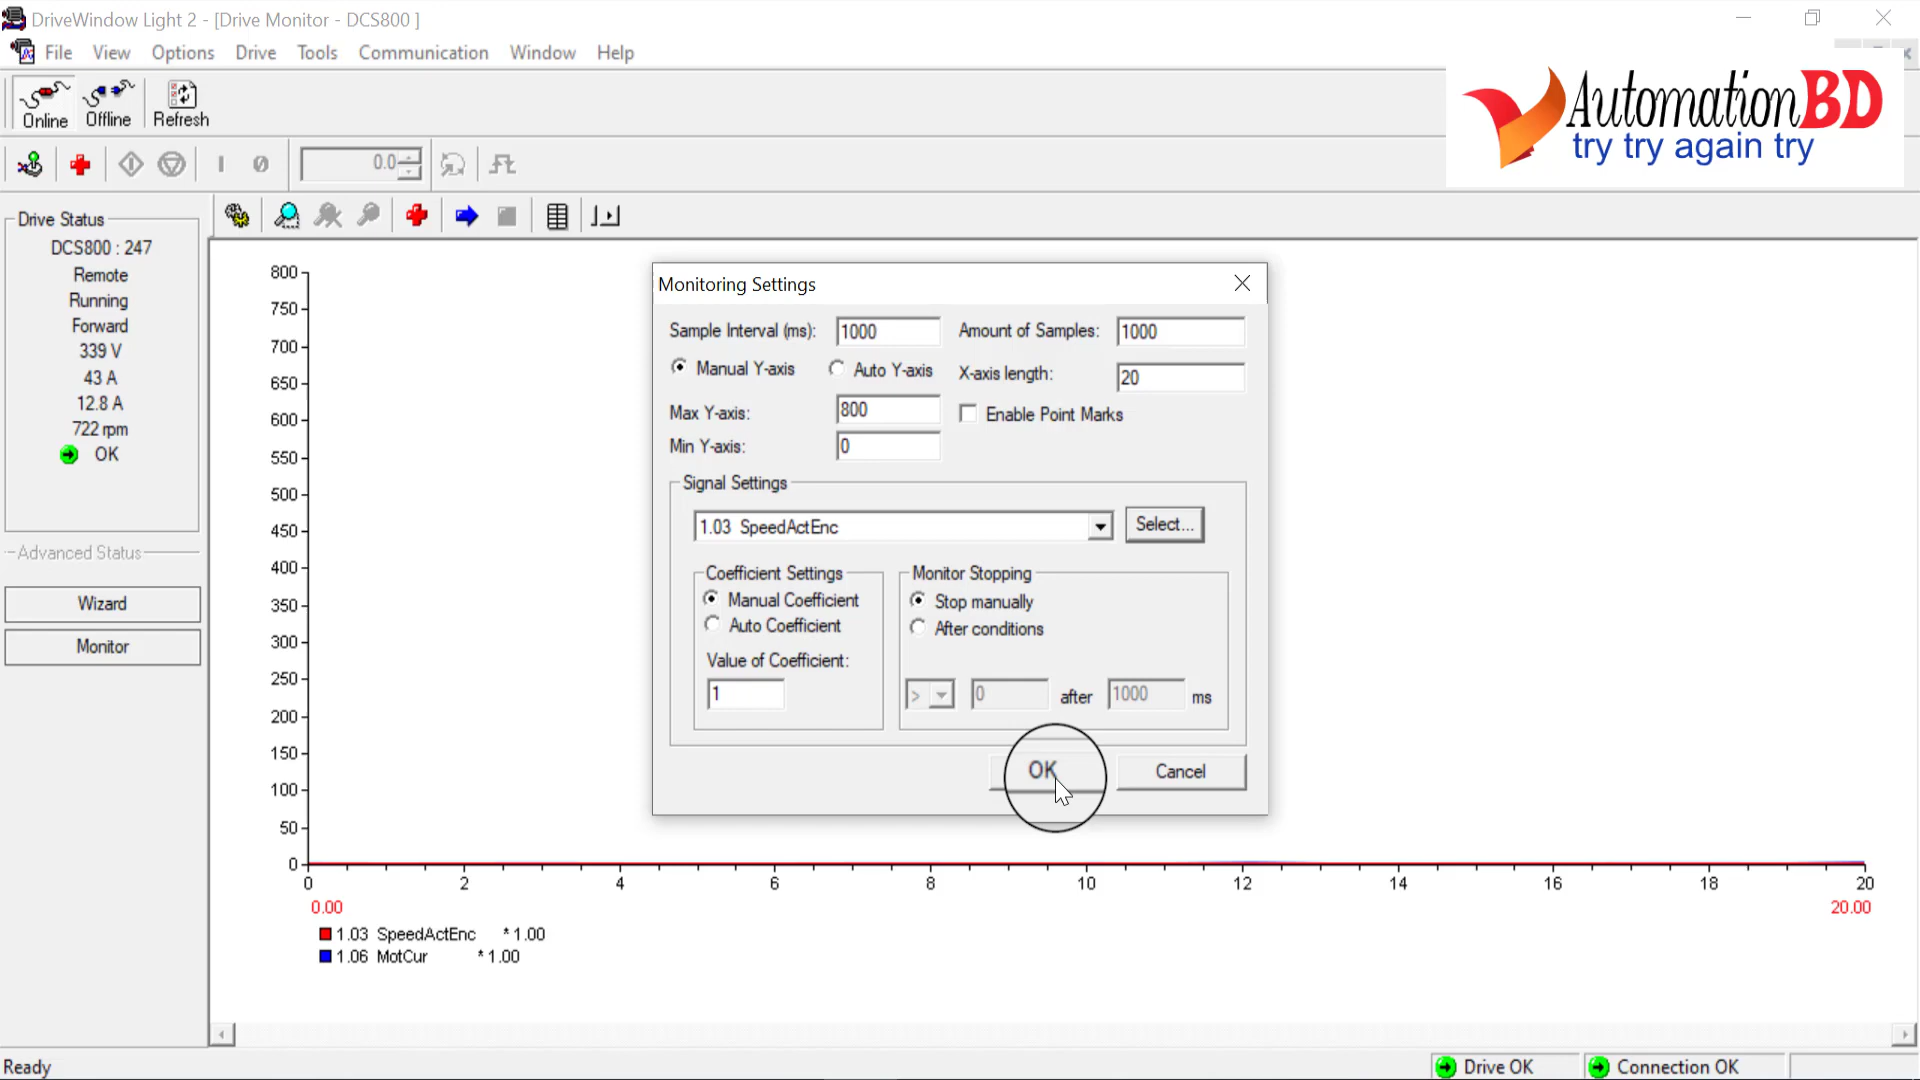 DriveWindow Light 2 - [Drive Monitor - DCS800 ]
File View Options Drive Tools Communication Window Help
Online Offline Refresh
AutomationBD
try try again try
0.0
Drive Status
DCS800 : 247
Remote
Running
Forward
339 V
43 A
12.8 A
722 rpm
OK
Advanced Status
Wizard
Monitor
800
750
700
650
600
550
500
450
400
350
300
250
200
150
100
50
0
0 2 4 6 8 10 12 14 16 18 20
0.00 20.00
1.03 SpeedActEnc * 1.00
1.06 MotCur * 1.00
Monitoring Settings
Sample Interval (ms): 1000 Amount of Samples: 1000
Manual Y-axis Auto Y-axis X-axis length: 20
Max Y-axis: 800 Enable Point Marks
Min Y-axis: 0
Signal Settings
1.03 SpeedActEnc Select...
Coefficient Settings
Manual Coefficient
Auto Coefficient
Value of Coefficient:
1
Monitor Stopping
Stop manually
After conditions
> 0 after 1000 ms
OK Cancel
Ready Drive OK Connection OK